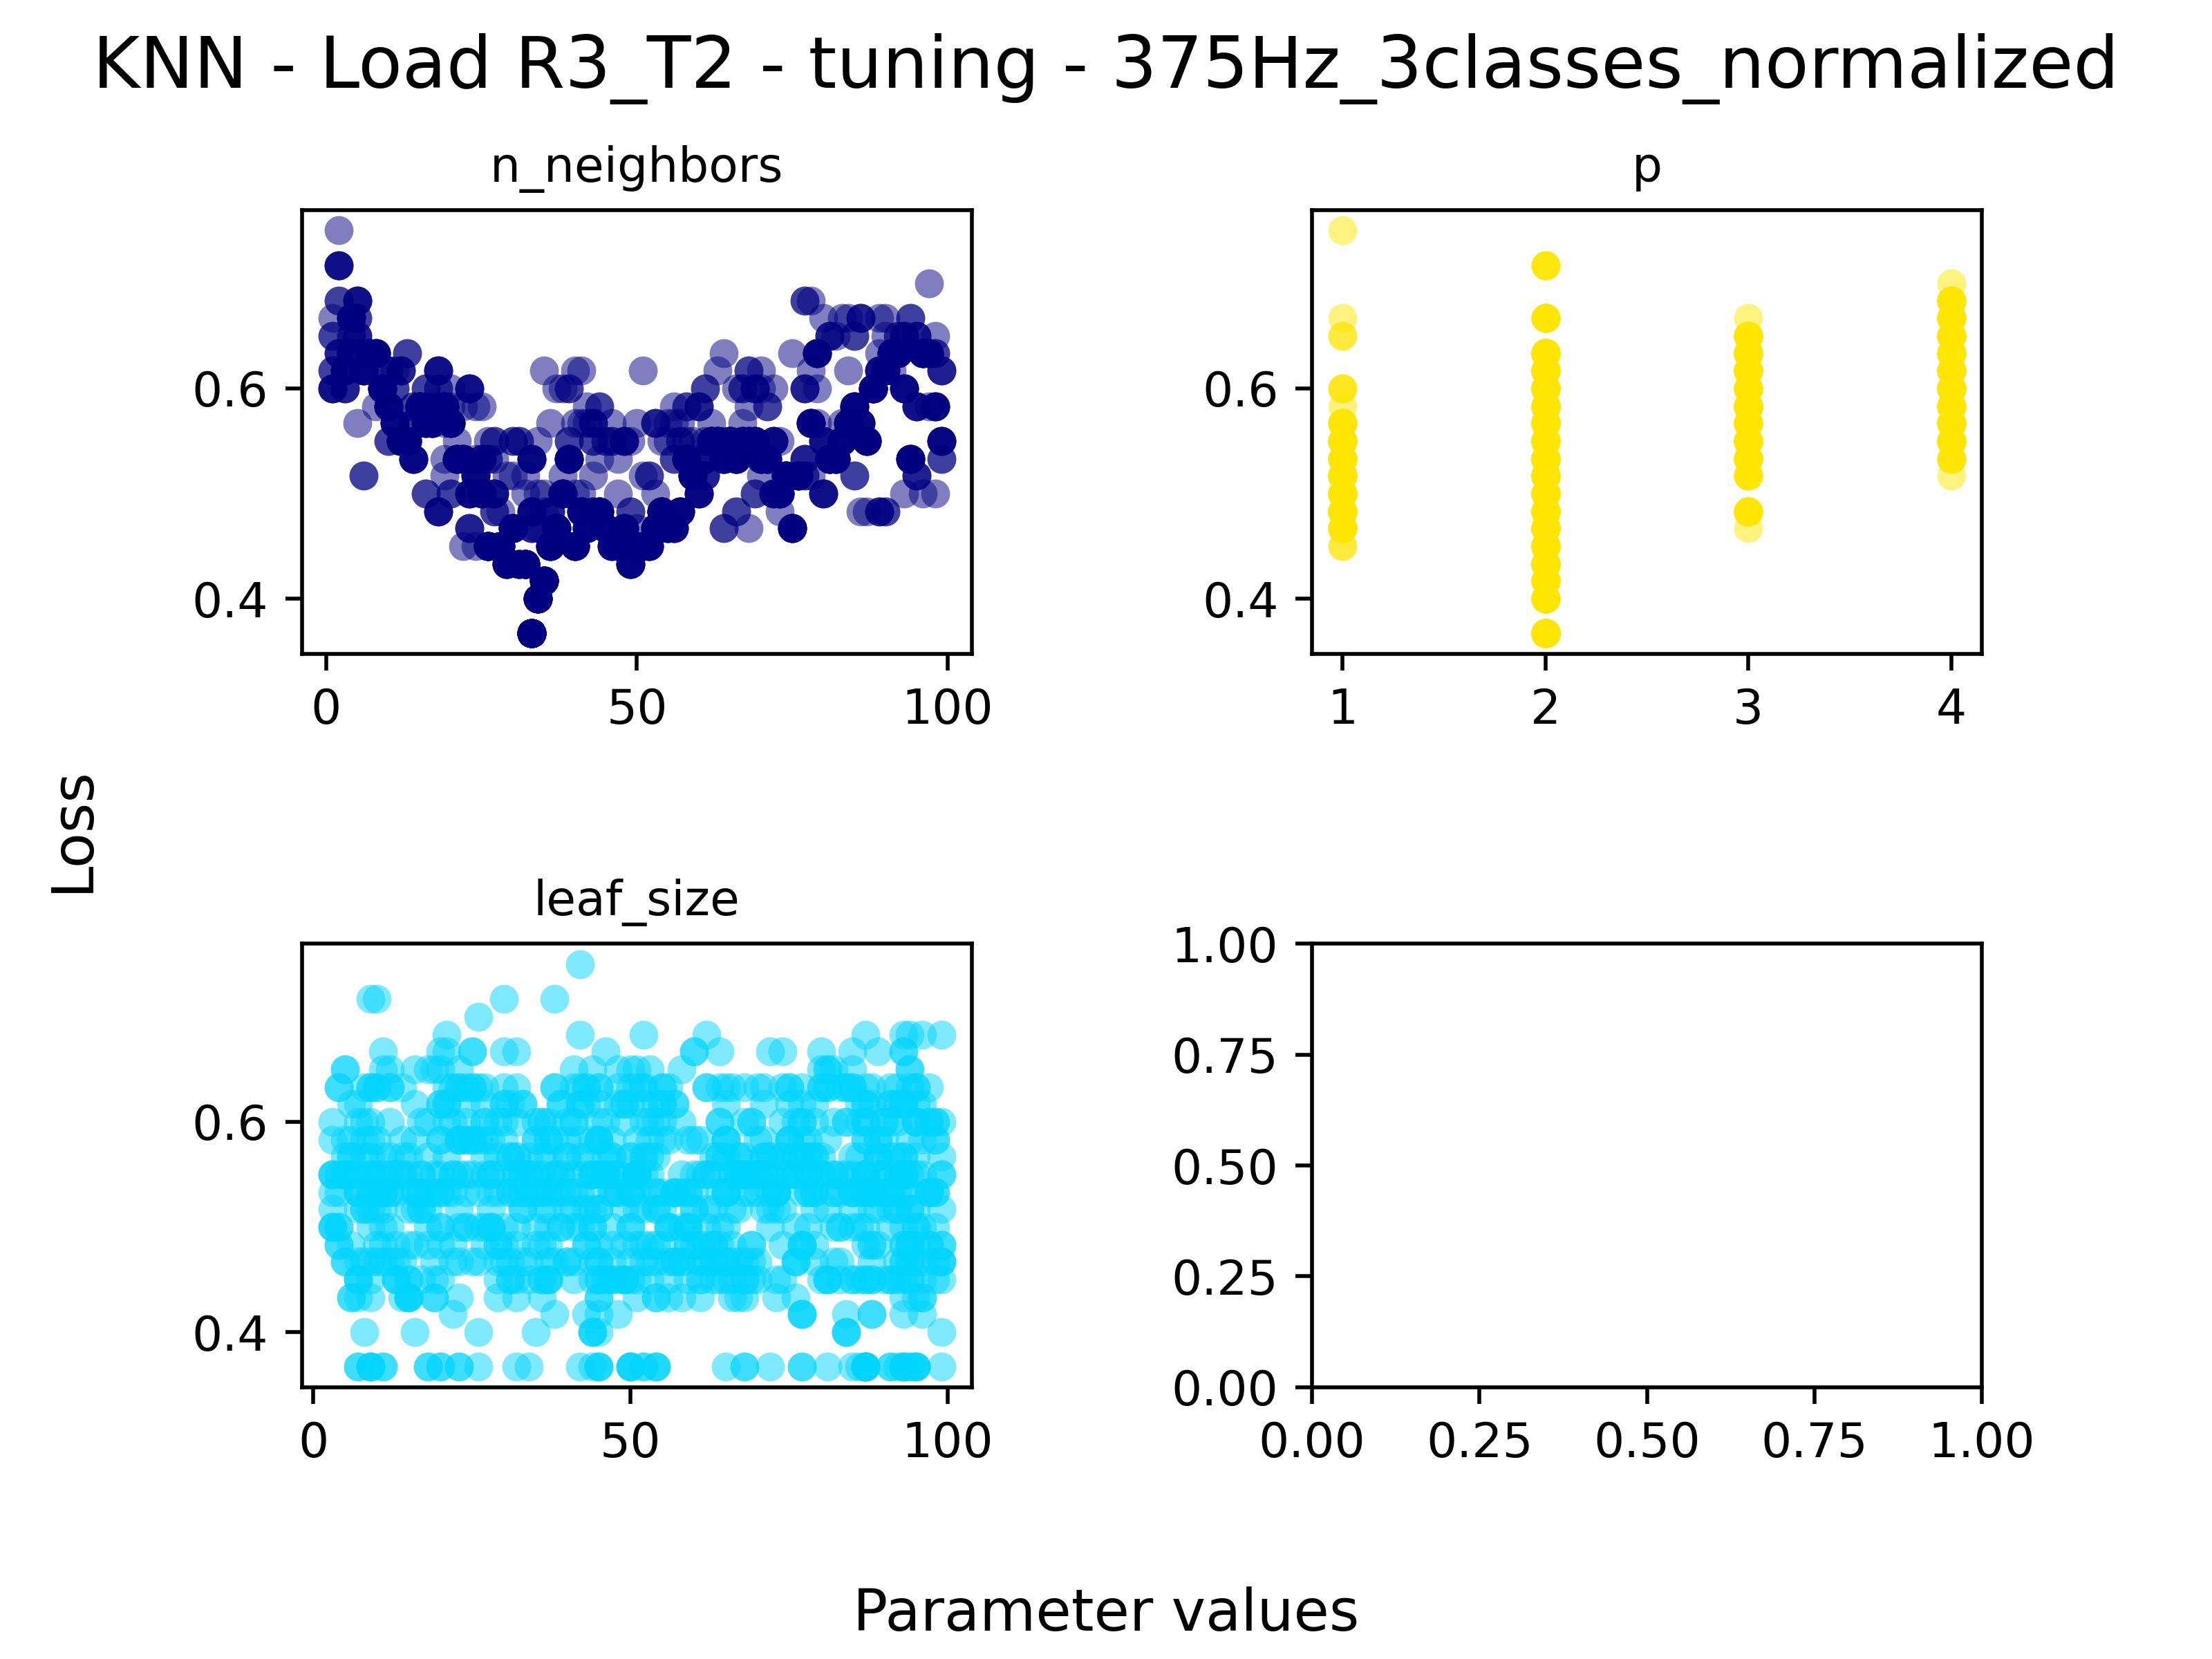 KNN - Load R3_T2 - tuning - 375Hz_3classes_normalized
n_neighbors
0.6
0.4
0 50 100
p
0.6
0.4
1 2 3 4
Loss
leaf_size
0.6
0.4
0 50 100
1.00
0.75
0.50
0.25
0.00
0.00 0.25 0.50 0.75 1.00
Parameter values